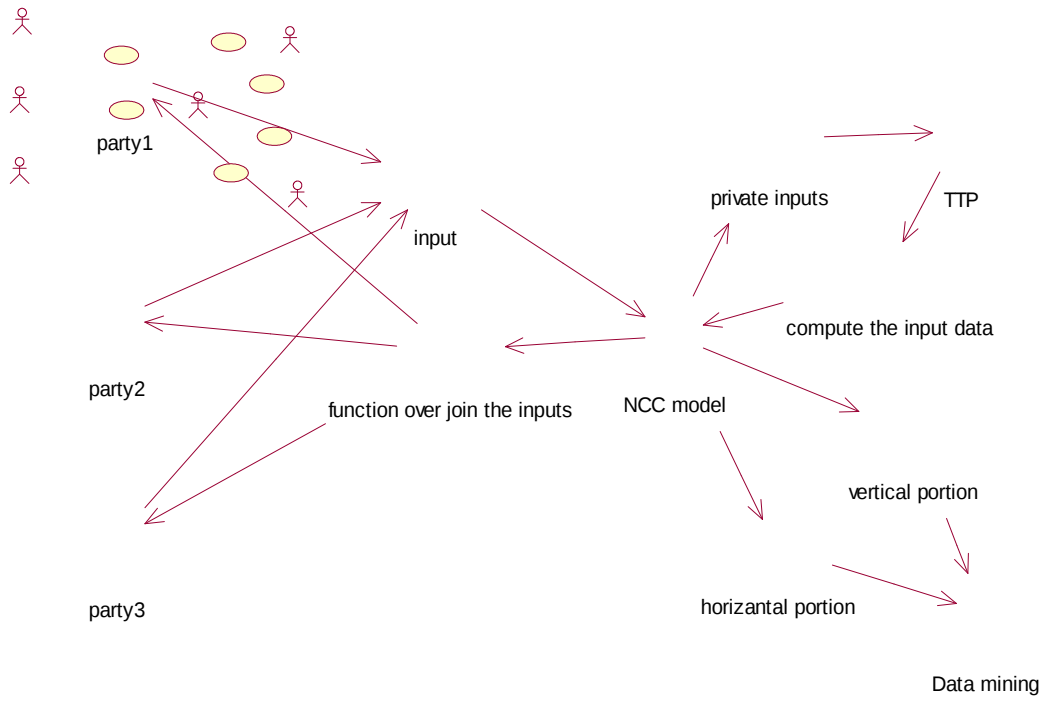 party1
private inputs
TTP
input
compute the input data
party2
function over join the inputs
NCC model
vertical portion
party3
horizantal portion
Data mining